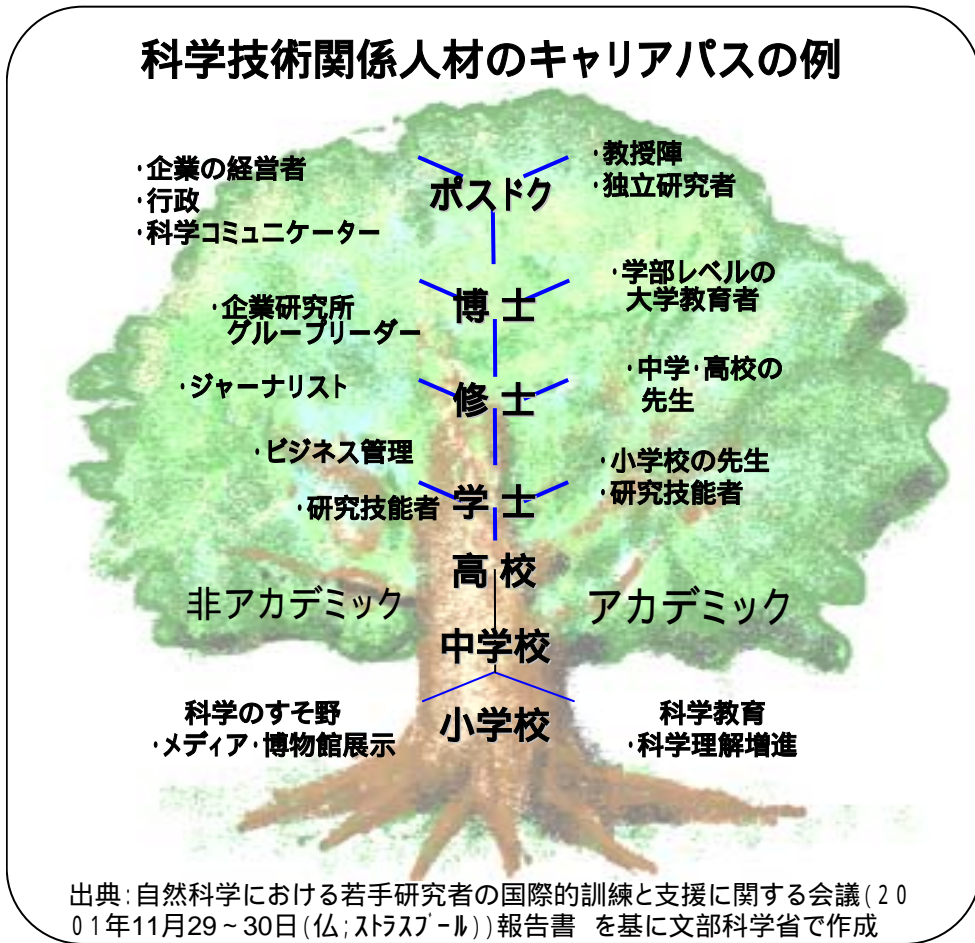 科学技術関係人材のキャリアパスの例
・企業の経営者
・行政
・科学コミュニケーター
ポスドク
・教授陣
・独立研究者
・企業研究所
グループリーダー
博 士
・学部レベルの
大学教育者
・ジャーナリスト
修 士
・中学・高校の
先生
・ビジネス管理
・研究技能者
学 士
・小学校の先生
・研究技能者
高 校
非アカデミック
アカデミック
中学校
小学校
科学のすそ野
・メディア・博物館展示
科学教育
・科学理解増進
出典:自然科学における若手研究者の国際的訓練と支援に関する会議(20
01年11月29~30日(仏;ストラスブール))報告書 を基に文部科学省で作成